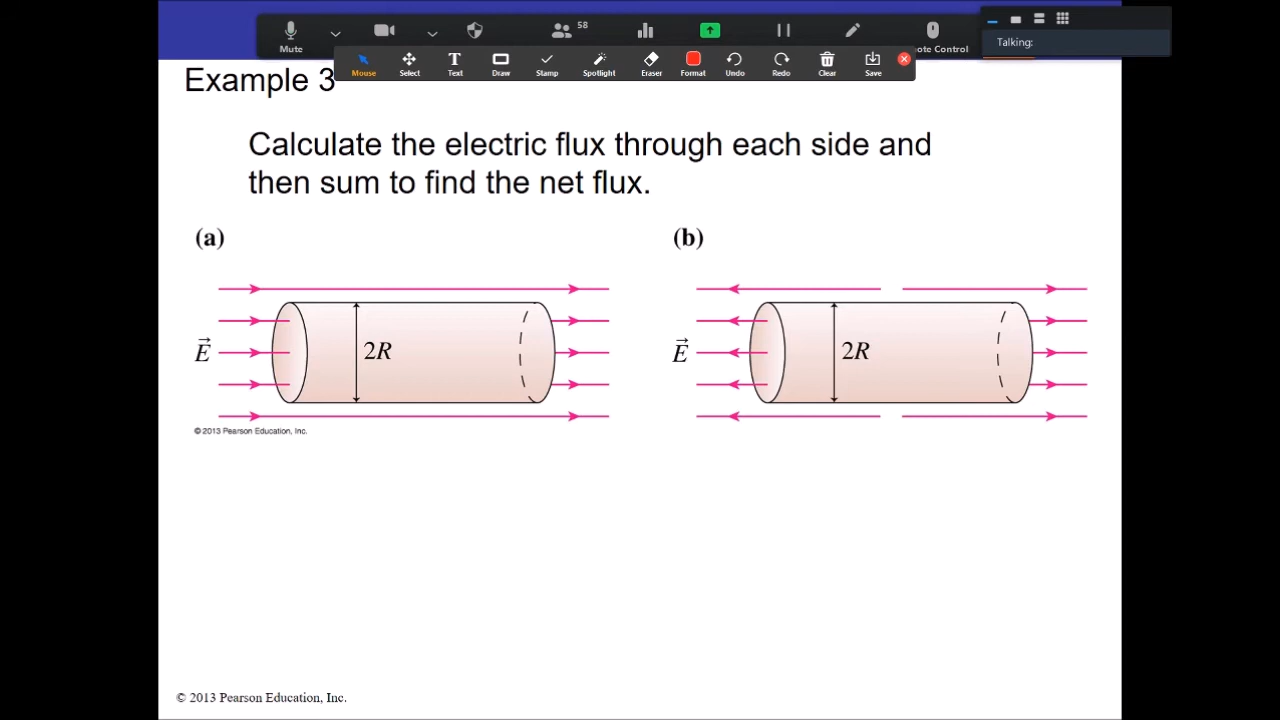 58
Mute
ote Control
Talking:
Mouse
Select
Text
Draw
Stamp
Spotlight
Eraser
Format
Undo
Redo
Clear
Save
Example 3
Calculate the electric flux through each side and
then sum to find the net flux.
(a)
(b)
E⃗
2R
E⃗
2R
© 2013 Pearson Education, Inc.
© 2013 Pearson Education, Inc.